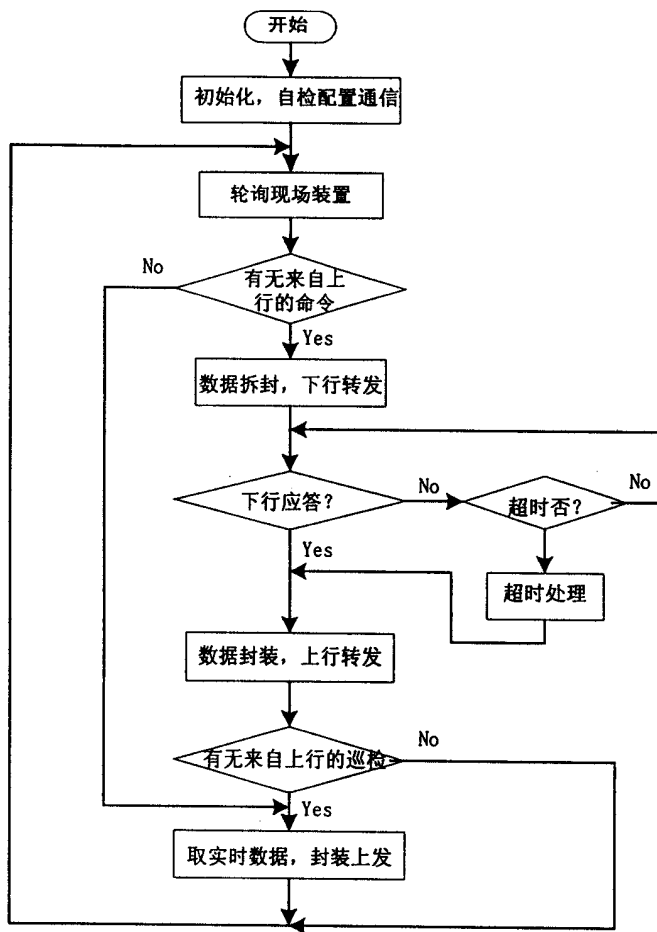 开始
初始化，自检配置通信
轮询现场装置
No
有无来自上
行的命令
Yes
数据拆封，下行转发
下行应答？
No
超时否？
No
Yes
超时处理
数据封装，上行转发
有无来自上行的巡检
No
Yes
取实时数据，封装上发